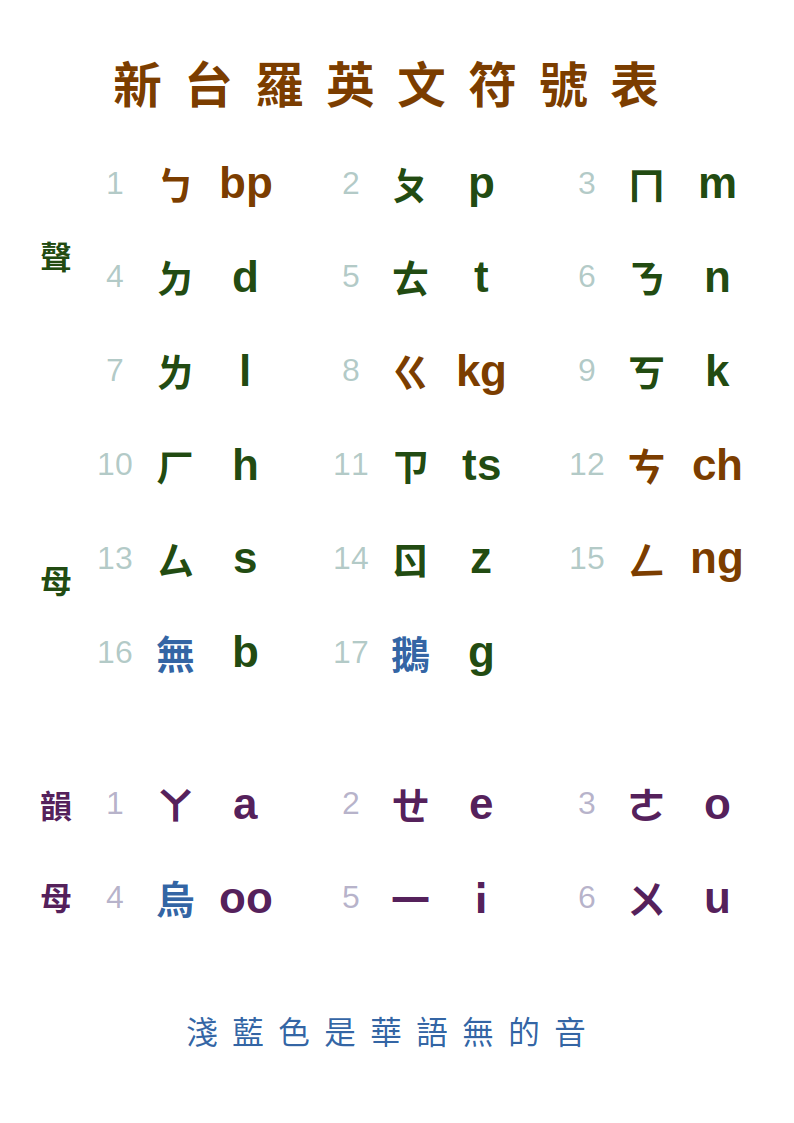 新台羅英文符號表
1 ㄅ bp 2 ㄆ p 3 ㄇ m
聲
4 ㄉ d 5 ㄊ t 6 ㄋ n
7 ㄌ l 8 ㄍ kg 9 ㄎ k
10 ㄏ h 11 ㄗ ts 12 ㄘ ch
13 ㄙ s 14 ㄖ z 15 ㄥ ng
母
16 無 b 17 鵝 g
韻 1 ㄚ a 2 ㄝ e 3 ㄜ o
母 4 烏 oo 5 ㄧ i 6 ㄨ u
淺藍色是華語無的音